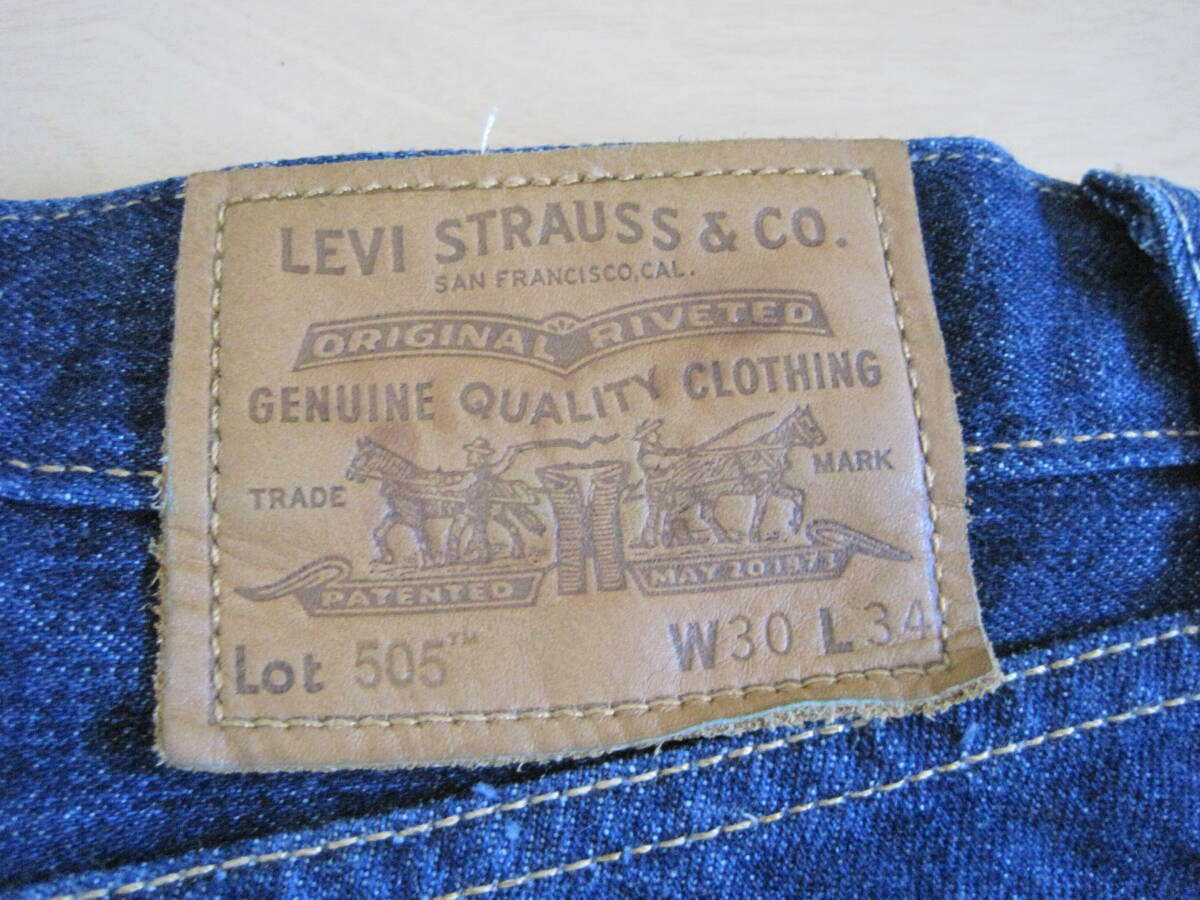 LEVI STRAUSS & CO.
SAN FRANCISCO, CAL.
ORIGINAL RIVETED
GENUINE QUALITY CLOTHING
TRADE MARK
PATENTED MAY 20 1873
Lot 505™ W30 L34